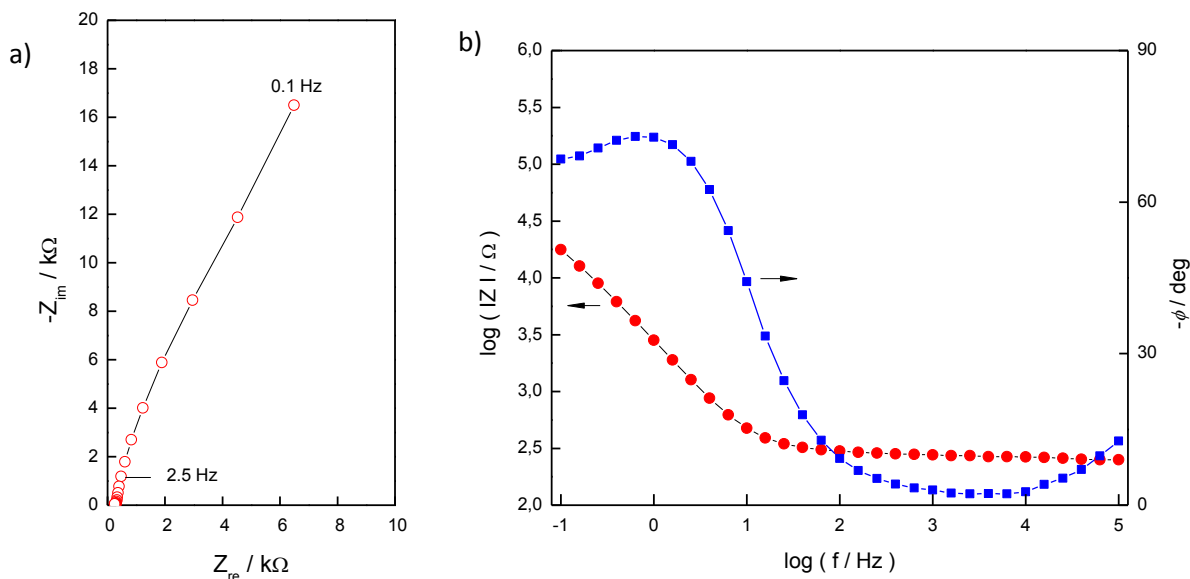 a)
20
18
16
14
12
10
8
6
4
2
0
-Z_im / kΩ
0.1 Hz
2.5 Hz
0 2 4 6 8 10
Z_re / kΩ
b)
6,0
5,5
5,0
4,5
4,0
3,5
3,0
2,5
2,0
log ( IZ I / Ω )
90
60
30
0
-ϕ / deg
-1 0 1 2 3 4 5
log ( f / Hz )